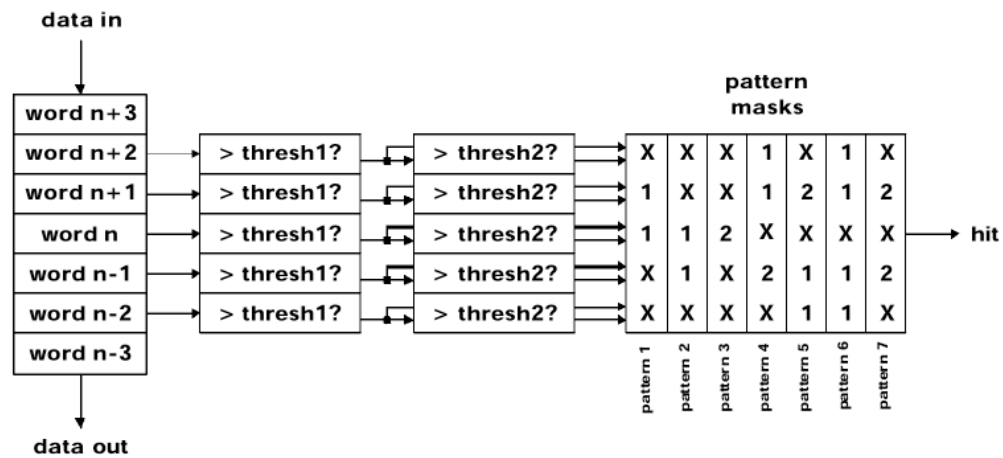 data in
pattern
masks
word n+3
word n+2 > thresh1? > thresh2? X X X 1 X 1 X
word n+1 > thresh1? > thresh2? 1 X X 1 2 1 2
word n > thresh1? > thresh2? 1 1 2 X X X X hit
word n-1 > thresh1? > thresh2? X 1 X 2 1 1 2
word n-2 > thresh1? > thresh2? X X X X 1 1 X
word n-3
pattern 1
pattern 2
pattern 3
pattern 4
pattern 5
pattern 6
pattern 7
data out